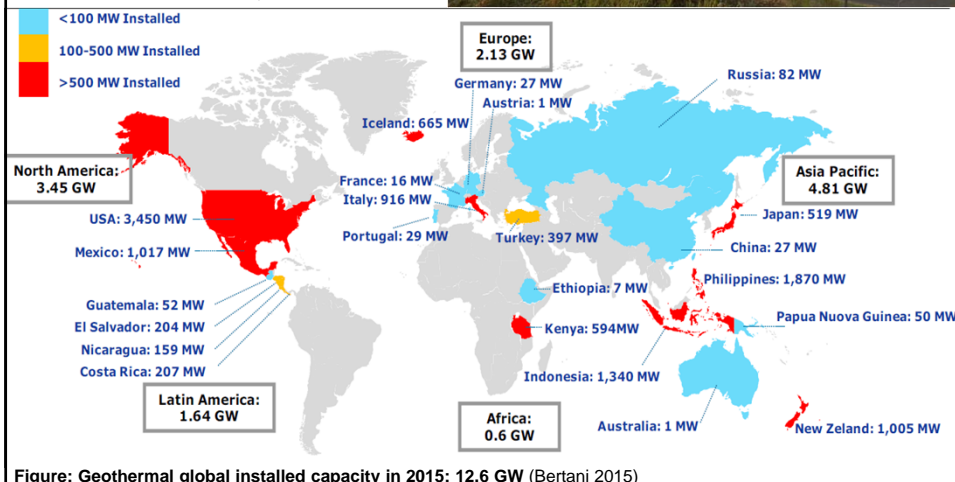 <100 MW Installed
100-500 MW Installed
>500 MW Installed
Europe:
2.13 GW
Germany: 27 MW
Austria: 1 MW
Russia: 82 MW
Iceland: 665 MW
North America:
3.45 GW
Asia Pacific:
4.81 GW
France: 16 MW
Italy: 916 MW
USA: 3,450 MW
Japan: 519 MW
Portugal: 29 MW
Turkey: 397 MW
Mexico: 1,017 MW
China: 27 MW
Philippines: 1,870 MW
Ethiopia: 7 MW
Guatemala: 52 MW
El Salvador: 204 MW
Papua Nuova Guinea: 50 MW
Kenya: 594MW
Nicaragua: 159 MW
Costa Rica: 207 MW
Indonesia: 1,340 MW
Latin America:
1.64 GW
Africa:
0.6 GW
Australia: 1 MW
New Zeland: 1,005 MW
Figure: Geothermal global installed capacity in 2015: 12.6 GW (Bertani 2015)